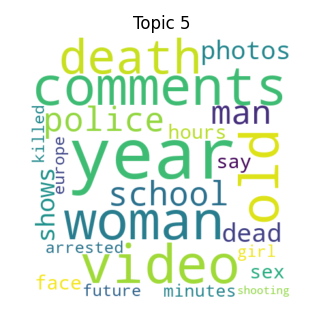 Topic 5
death
photos
comments
police
man
hours
killed
europe
year
say
old
school
shows
woman
dead
arrested
video
girl
sex
face
future
minutes
shooting